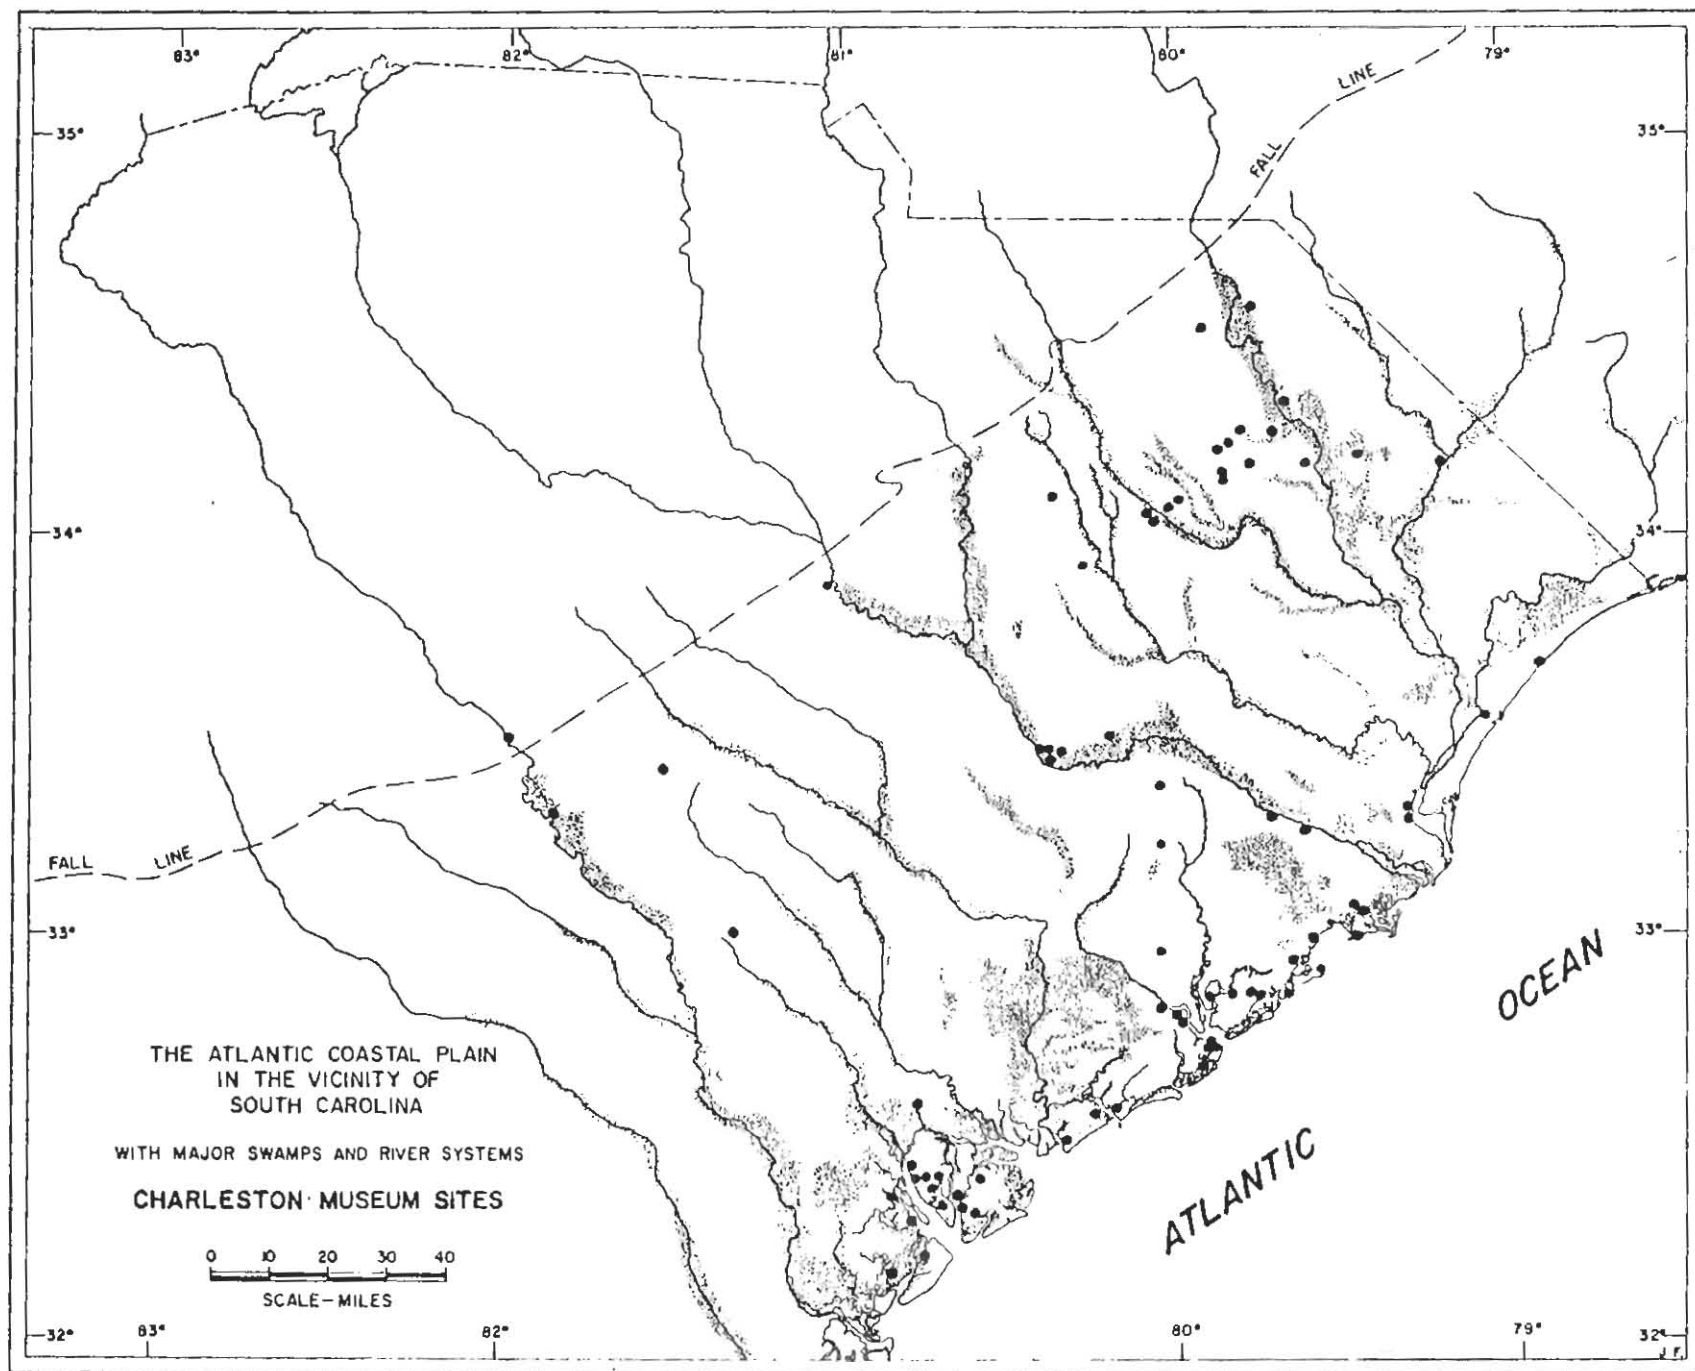 83°
82°
81°
80°
79°
LINE
FALL
35°
35°
34°
34°
FALL
LINE
33°
33°
OCEAN
ATLANTIC
THE ATLANTIC COASTAL PLAIN
IN THE VICINITY OF
SOUTH CAROLINA
WITH MAJOR SWAMPS AND RIVER SYSTEMS
CHARLESTON MUSEUM SITES
0 10 20 30 40
SCALE-MILES
32°
32°
83°
82°
80°
79°
J.F.